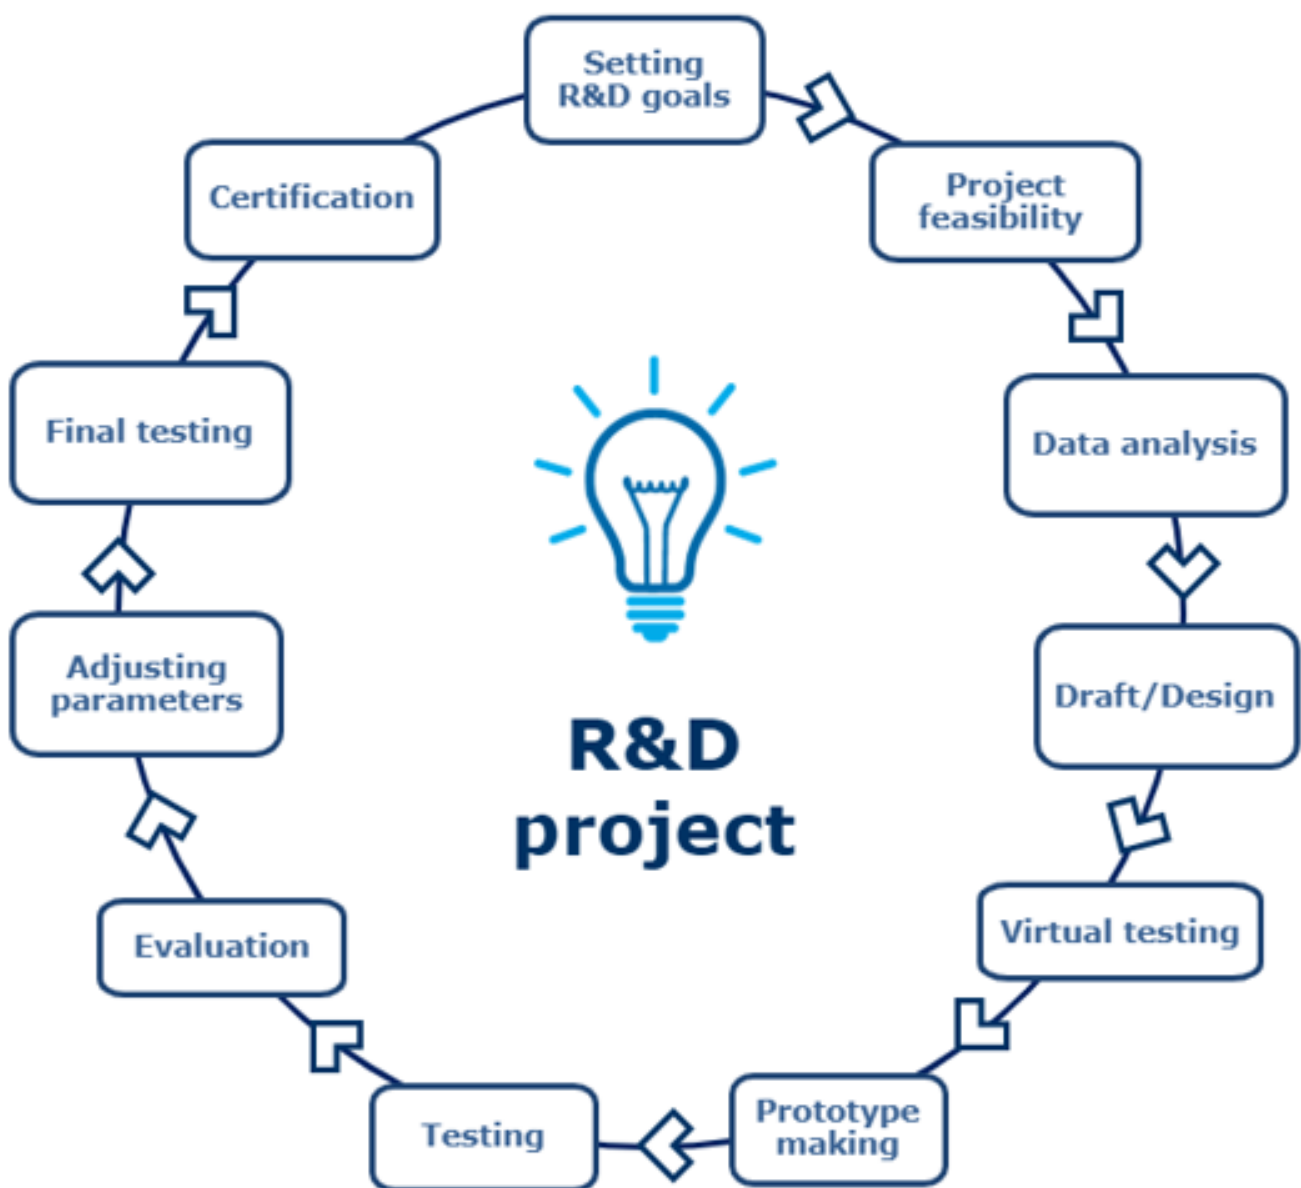 Setting
R&D goals
Project
feasibility
Data analysis
Draft/Design
Virtual testing
Prototype
making
Testing
Evaluation
Adjusting
parameters
Final testing
Certification
R&D
project